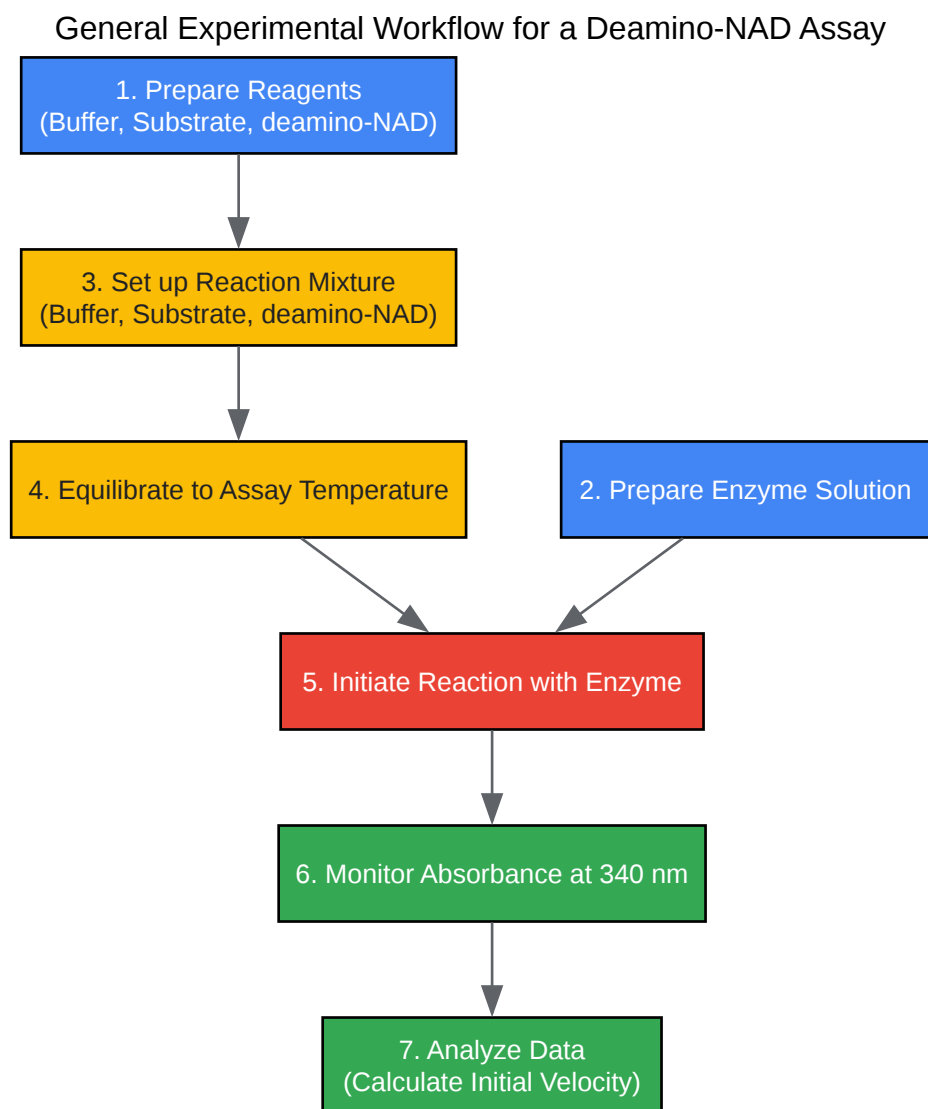 General Experimental Workflow for a Deamino-NAD Assay
1. Prepare Reagents
(Buffer, Substrate, deamino-NAD)
3. Set up Reaction Mixture
(Buffer, Substrate, deamino-NAD)
4. Equilibrate to Assay Temperature
2. Prepare Enzyme Solution
5. Initiate Reaction with Enzyme
6. Monitor Absorbance at 340 nm
7. Analyze Data
(Calculate Initial Velocity)